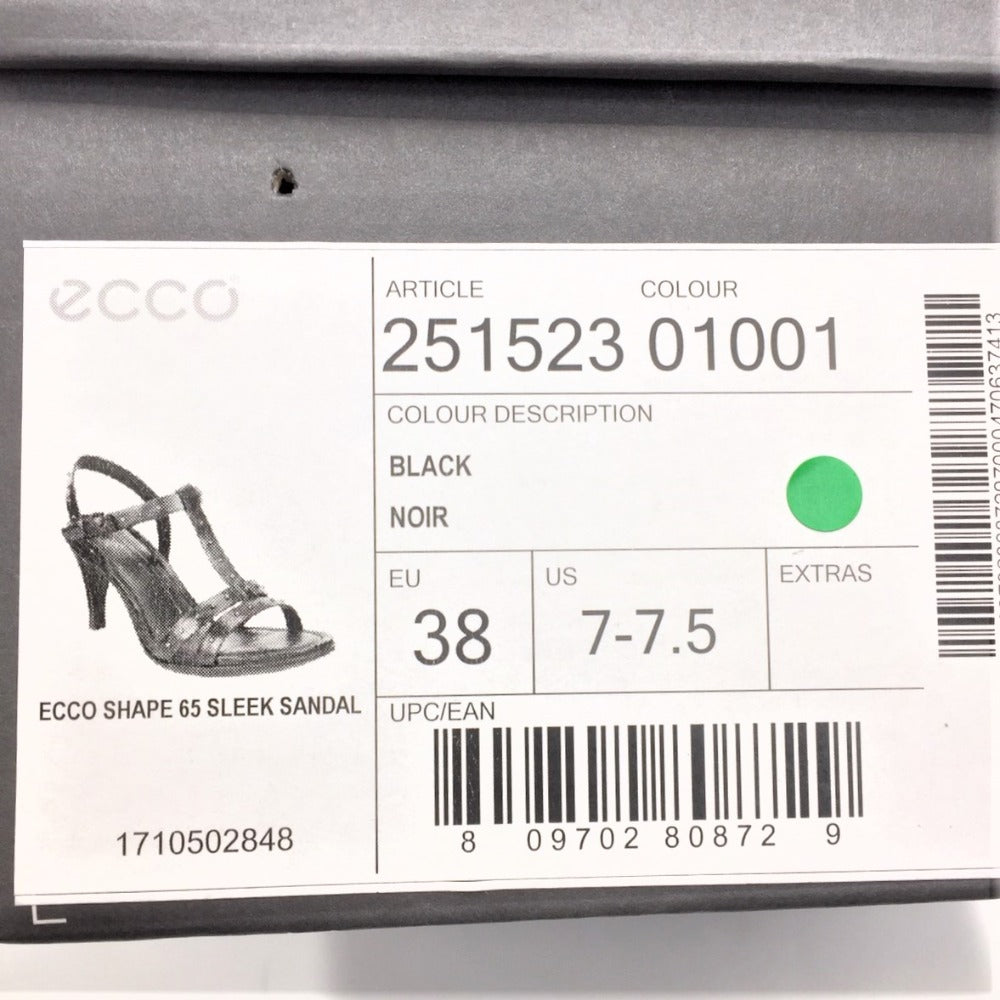 ecco
ARTICLE COLOUR
251523 01001
COLOUR DESCRIPTION
BLACK
NOIR
EU US EXTRAS
38 7-7.5
ECCO SHAPE 65 SLEEK SANDAL
UPC/EAN
8 09702 80872 9
1710502848